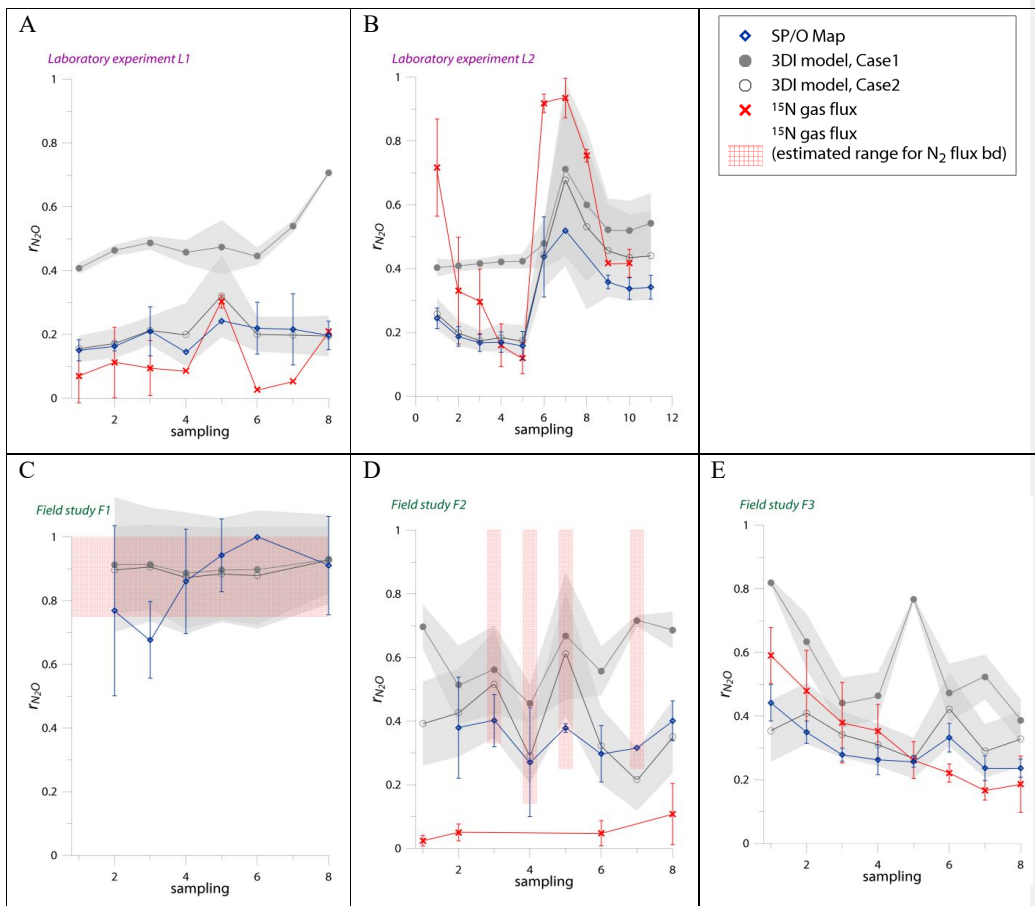 A
Laboratory experiment L1
1
0.8
0.6
0.4
0.2
0
rN2O
2
4
6
8
sampling
B
Laboratory experiment L2
1
0.8
0.6
0.4
0.2
0
rN2O
0
2
4
6
8
10
12
sampling
SP/O Map
3DI model, Case1
3DI model, Case2
15N gas flux
15N gas flux
(estimated range for N2 flux bd)
C
Field study F1
1
0.8
0.6
0.4
0.2
0
rN2O
2
4
6
8
sampling
D
Field study F2
1
0.8
0.6
0.4
0.2
0
rN2O
2
4
6
8
sampling
E
Field study F3
1
0.8
0.6
0.4
0.2
0
rN2O
2
4
6
8
sampling